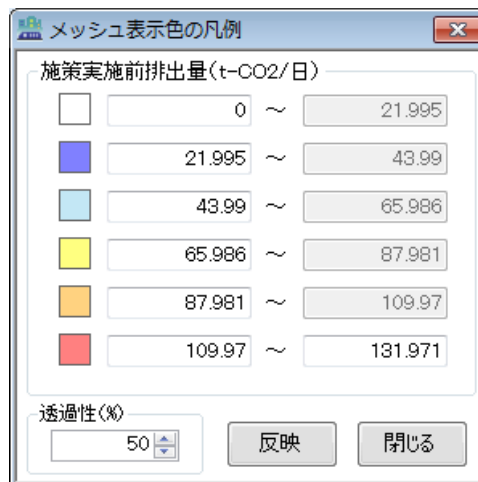 メッシュ表示色の凡例
施策実施前排出量(t-CO2/日)
0 ～ 21.995
21.995 ～ 43.99
43.99 ～ 65.986
65.986 ～ 87.981
87.981 ～ 109.97
109.97 ～ 131.971
透過性(%)
50 反映 閉じる